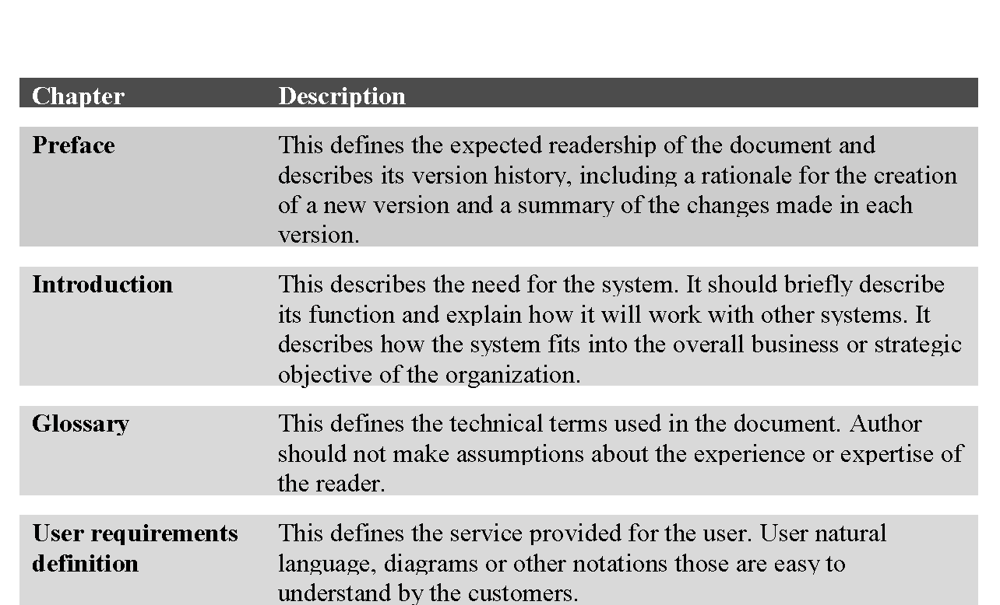 Chapter Description
Preface This defines the expected readership of the document and
describes its version history, including a rationale for the creation
of a new version and a summary of the changes made in each
version.
Introduction This describes the need for the system. It should briefly describe
its function and explain how it will work with other systems. It
describes how the system fits into the overall business or strategic
objective of the organization.
Glossary This defines the technical terms used in the document. Author
should not make assumptions about the experience or expertise of
the reader.
User requirements This defines the service provided for the user. User natural
definition language, diagrams or other notations those are easy to
understand by the customers.